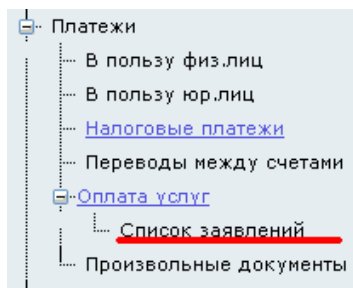 Платежи
В пользу физ.лиц
В пользу юр.лиц
Налоговые платежи
Переводы между счетами
Оплата услуг
Список заявлений
Произвольные документы